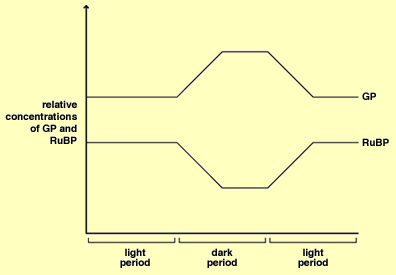 relative
concentrations
of GP and
RuBP
GP
RuBP
light
period
dark
period
light
period